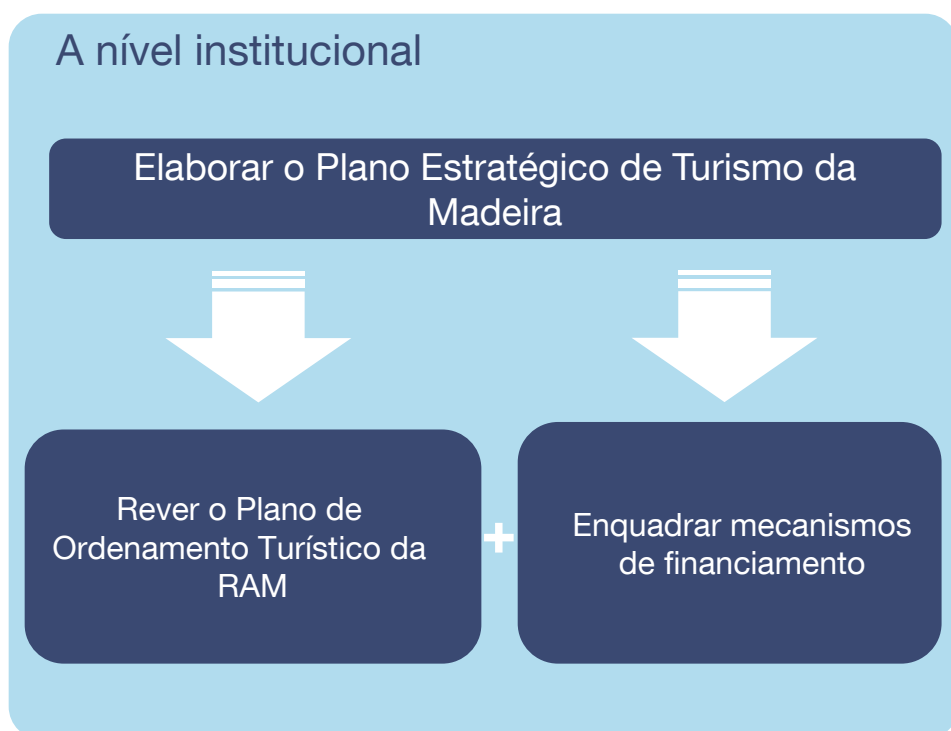 A nível institucional
Elaborar o Plano Estratégico de Turismo da
Madeira
Rever o Plano de
Ordenamento Turístico da
RAM
+
Enquadrar mecanismos
de financiamento